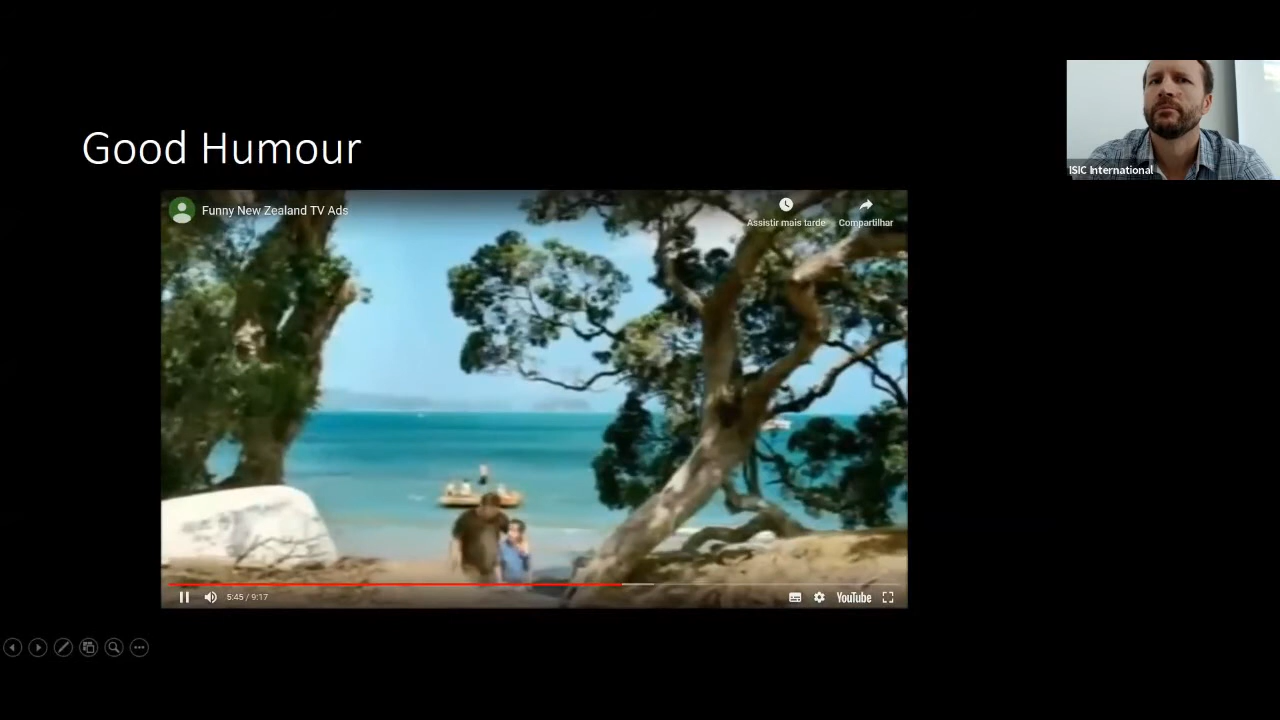 Good Humour
ISIC International
Funny New Zealand TV Ads
Assistir mais tarde
Compartilhar
5:45 / 9:17
YouTube